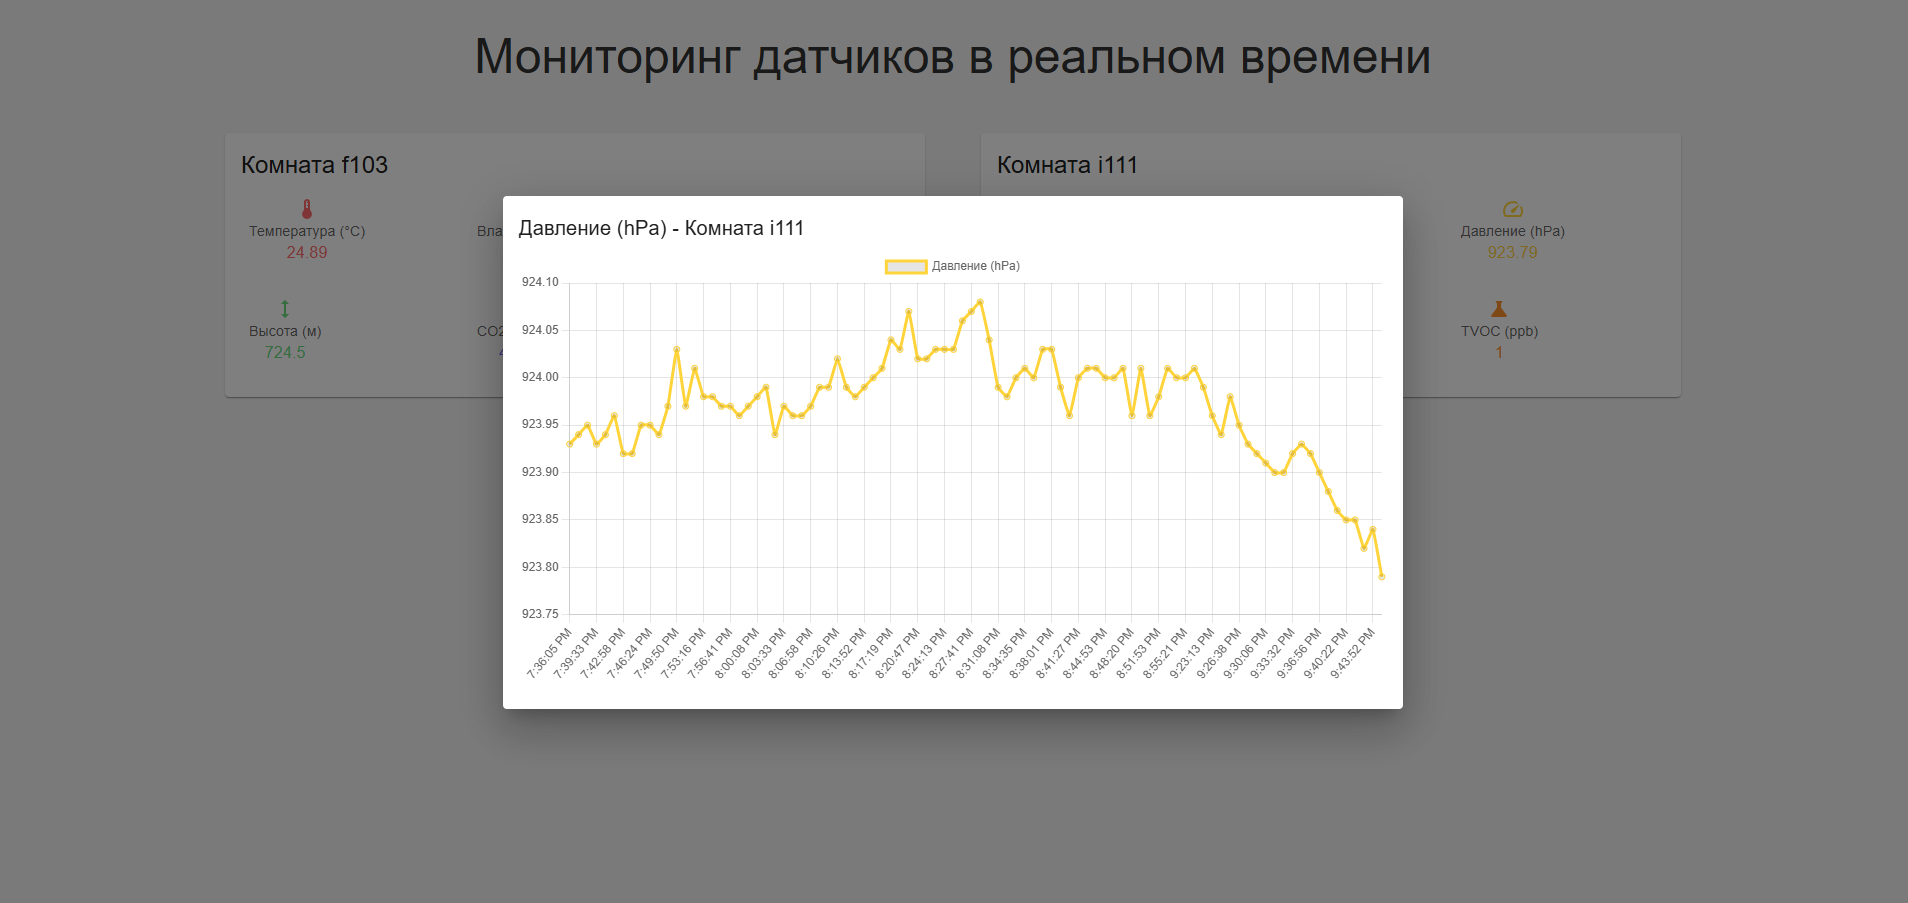 Мониторинг датчиков в реальном времени
Комната f103
Температура (°C)
24.89
Вла
Высота (м)
724.5
CO2
Комната i111
Давление (hPa)
923.79
TVOC (ppb)
1
Давление (hPa) - Комната i111
Давление (hPa)
924.10
924.05
924.00
923.95
923.90
923.85
923.80
923.75
7:36:05 PM
7:39:33 PM
7:42:58 PM
7:46:24 PM
7:49:50 PM
7:53:16 PM
7:56:41 PM
8:00:08 PM
8:03:33 PM
8:06:58 PM
8:10:26 PM
8:13:52 PM
8:17:19 PM
8:20:47 PM
8:24:13 PM
8:27:41 PM
8:31:08 PM
8:34:35 PM
8:38:01 PM
8:41:27 PM
8:44:53 PM
8:48:20 PM
8:51:53 PM
8:55:21 PM
9:23:13 PM
9:26:38 PM
9:30:06 PM
9:33:32 PM
9:36:56 PM
9:40:22 PM
9:43:52 PM